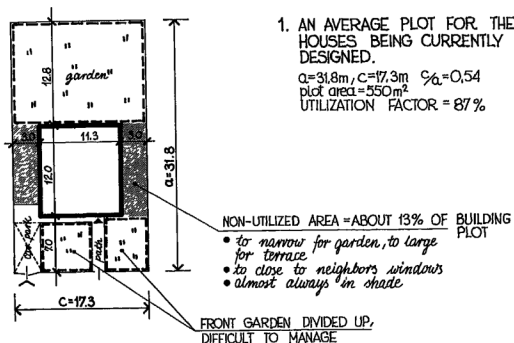 1. AN AVERAGE PLOT FOR THE
HOUSES BEING CURRENTLY
DESIGNED.
a=31,8m, c=17,3m c/a=0,54
plot area=550m²
UTILIZATION FACTOR = 87%
12.8
garden
3.0
11.3
3.0
12.0
a=31.8
7.0
car park
path
C=17.3
NON-UTILIZED AREA = ABOUT 13% OF BUILDING
PLOT
• to narrow for garden, to large
for terrace
• to close to neighbors windows
• almost always in shade
FRONT GARDEN DIVIDED UP,
DIFFICULT TO MANAGE